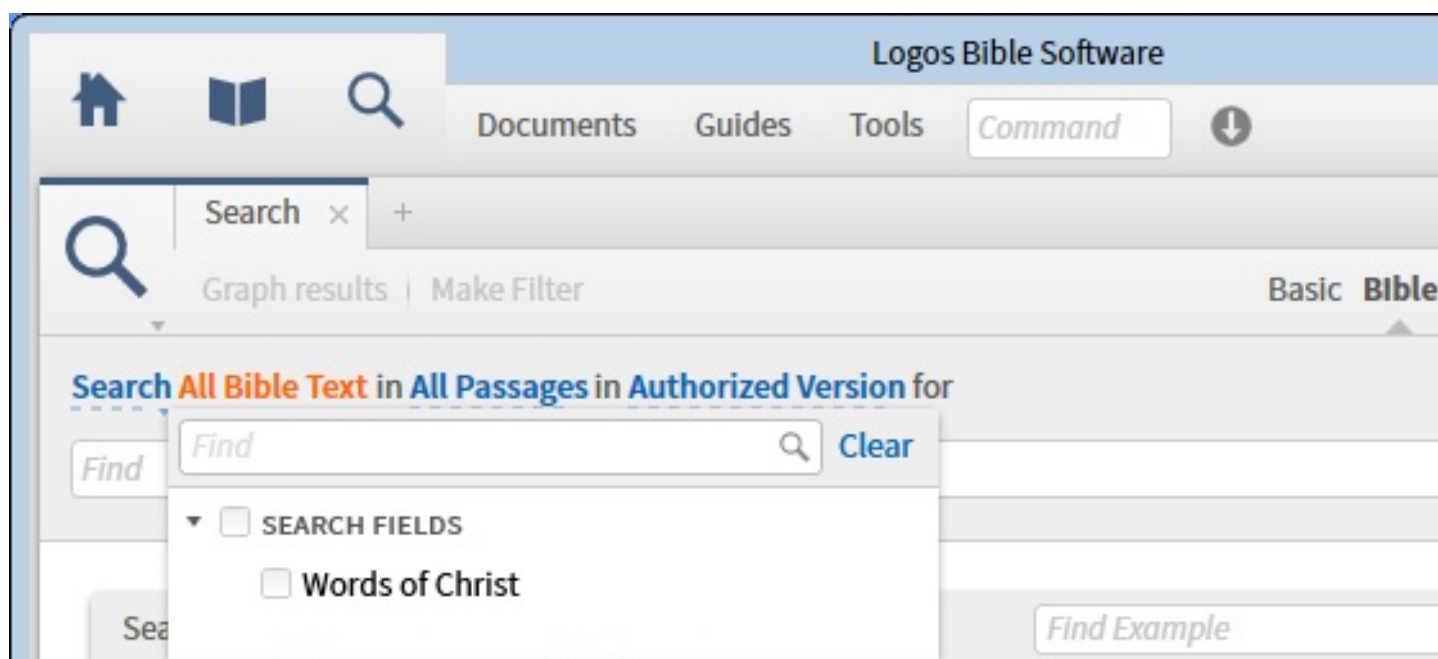 Logos Bible Software
Documents Guides Tools Command
Search × +
Graph results | Make Filter Basic BIble
Search All Bible Text in All Passages in Authorized Version for
Find Clear
Find
SEARCH FIELDS
Words of Christ
Find Example